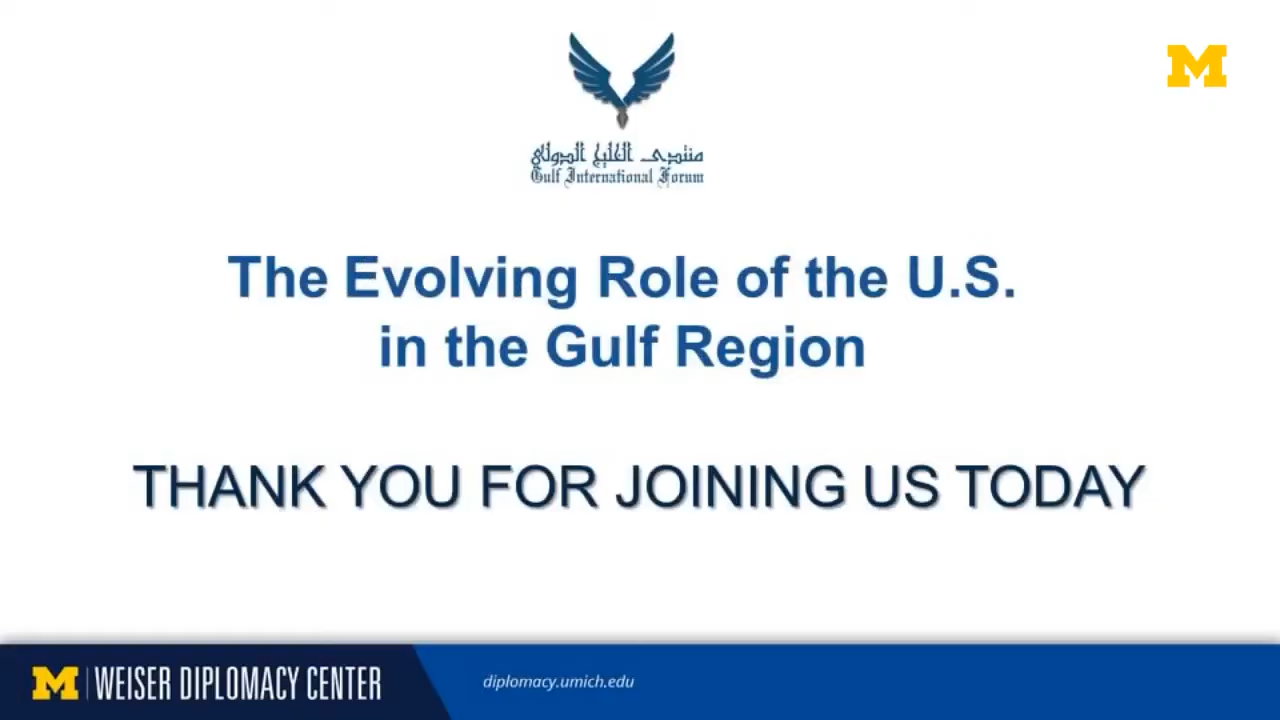 منتدى الخليج الدولي
Gulf International Forum
M
The Evolving Role of the U.S.
in the Gulf Region
THANK YOU FOR JOINING US TODAY
M WEISER DIPLOMACY CENTER
diplomacy.umich.edu